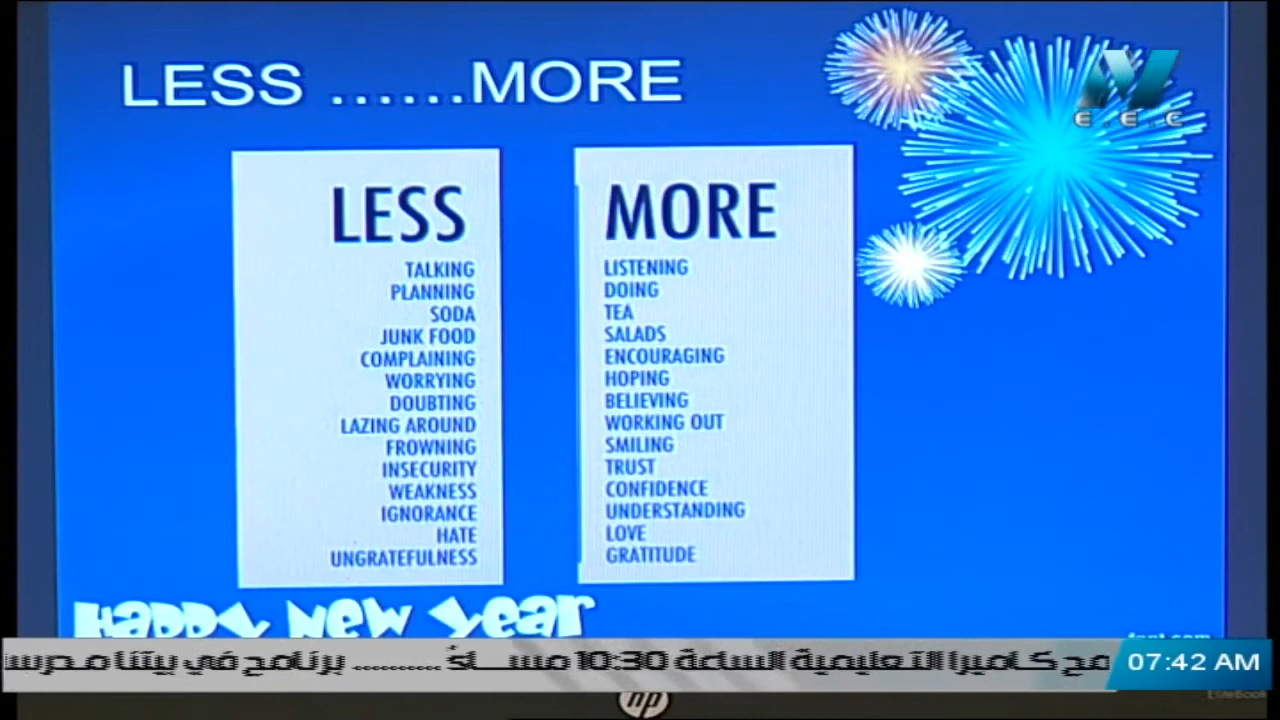 LESS ......MORE
E.E.C
LESS
TALKING
PLANNING
SODA
JUNK FOOD
COMPLAINING
WORRYING
DOUBTING
LAZING AROUND
FROWNING
INSECURITY
WEAKNESS
IGNORANCE
HATE
UNGRATEFULNESS
MORE
LISTENING
DOING
TEA
SALADS
ENCOURAGING
HOPING
BELIEVING
WORKING OUT
SMILING
TRUST
CONFIDENCE
UNDERSTANDING
LOVE
GRATITUDE
Happy New Year
كاميرا التعليمية الساعة 10:30 مساءً .......... برنامج في بيتنا
07:42 AM
hp
EliteBook